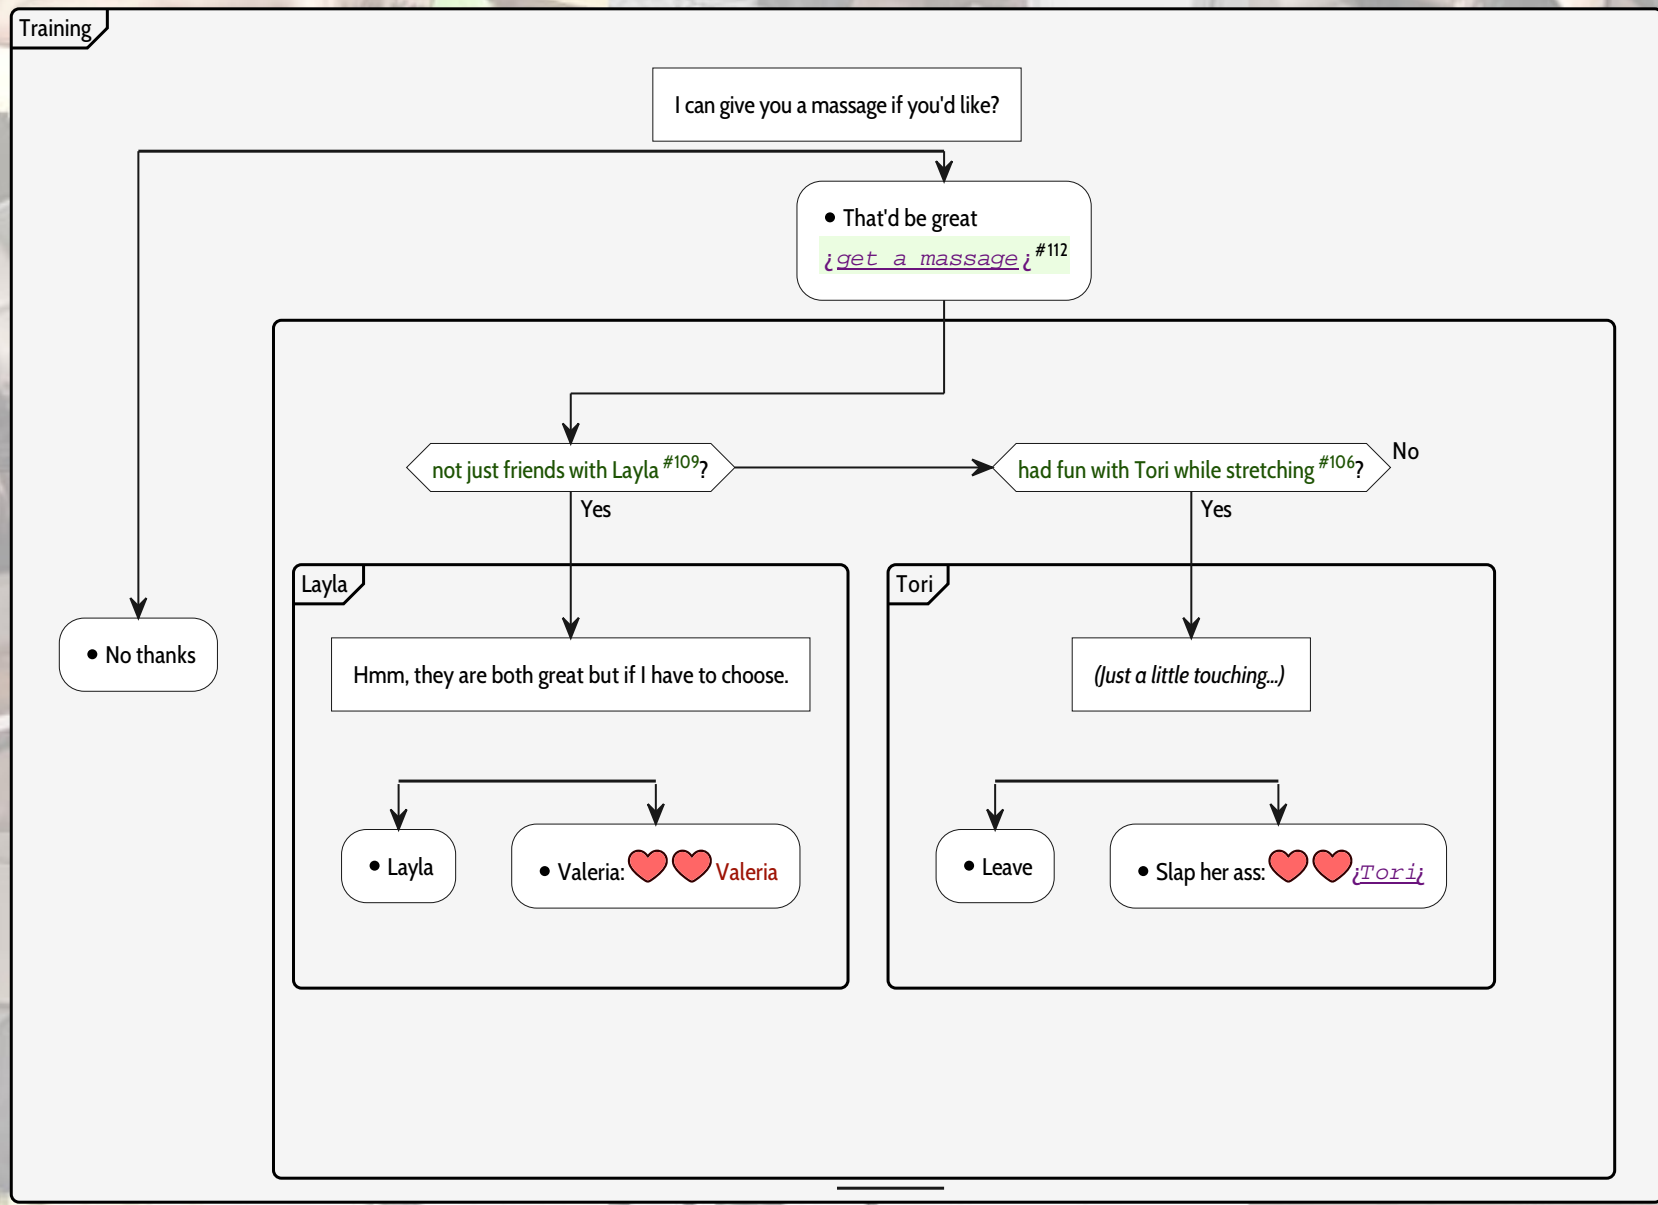 Training
I can give you a massage if you'd like?
• That'd be great
¿get a massage¿#112
not just friends with Layla #109?
had fun with Tori while stretching #106?
No
Yes
Yes
Layla
Tori
• No thanks
Hmm, they are both great but if I have to choose.
(Just a little touching...)
• Layla
• Valeria: Valeria
• Leave
• Slap her ass: ¿Tori¿